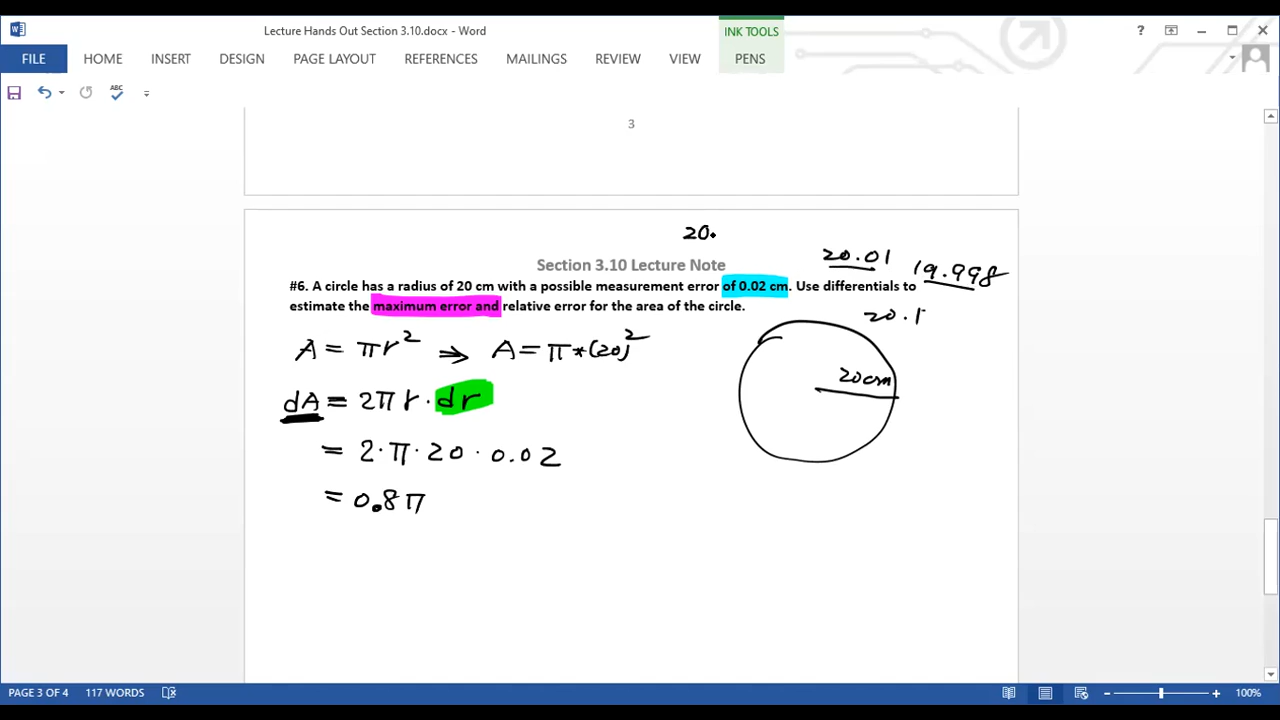 Lecture Hands Out Section 3.10.docx - Word
INK TOOLS
?
FILE HOME INSERT DESIGN PAGE LAYOUT REFERENCES MAILINGS REVIEW VIEW PENS
ABC
3
20.
20.01
19.998
Section 3.10 Lecture Note
#6. A circle has a radius of 20 cm with a possible measurement error of 0.02 cm. Use differentials to
estimate the maximum error and relative error for the area of the circle.
20.1
A = πr² ⇒ A = π*(20)²
20cm
dA = 2πr·dr
= 2·π·20·0.02
= 0.8π
PAGE 3 OF 4 117 WORDS 100%